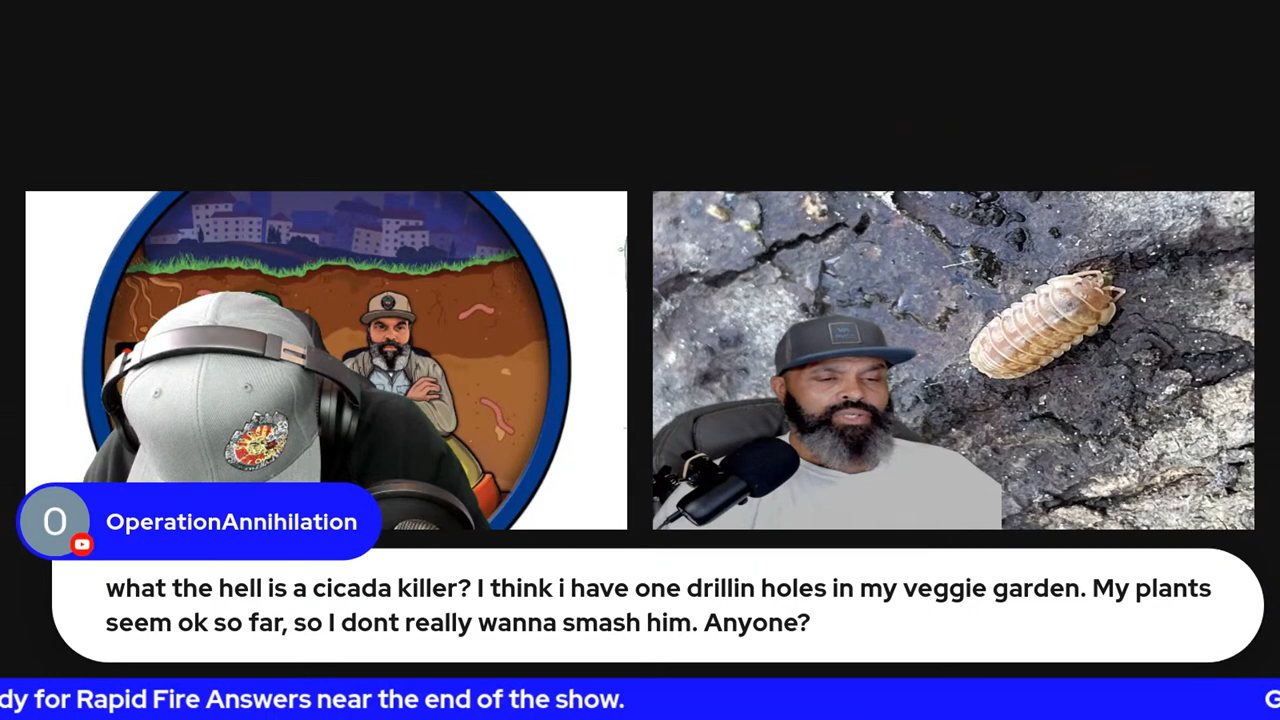 O
OperationAnnihilation
what the hell is a cicada killer? I think i have one drillin holes in my veggie garden. My plants
seem ok so far, so I dont really wanna smash him. Anyone?
dy for Rapid Fire Answers near the end of the show.
G